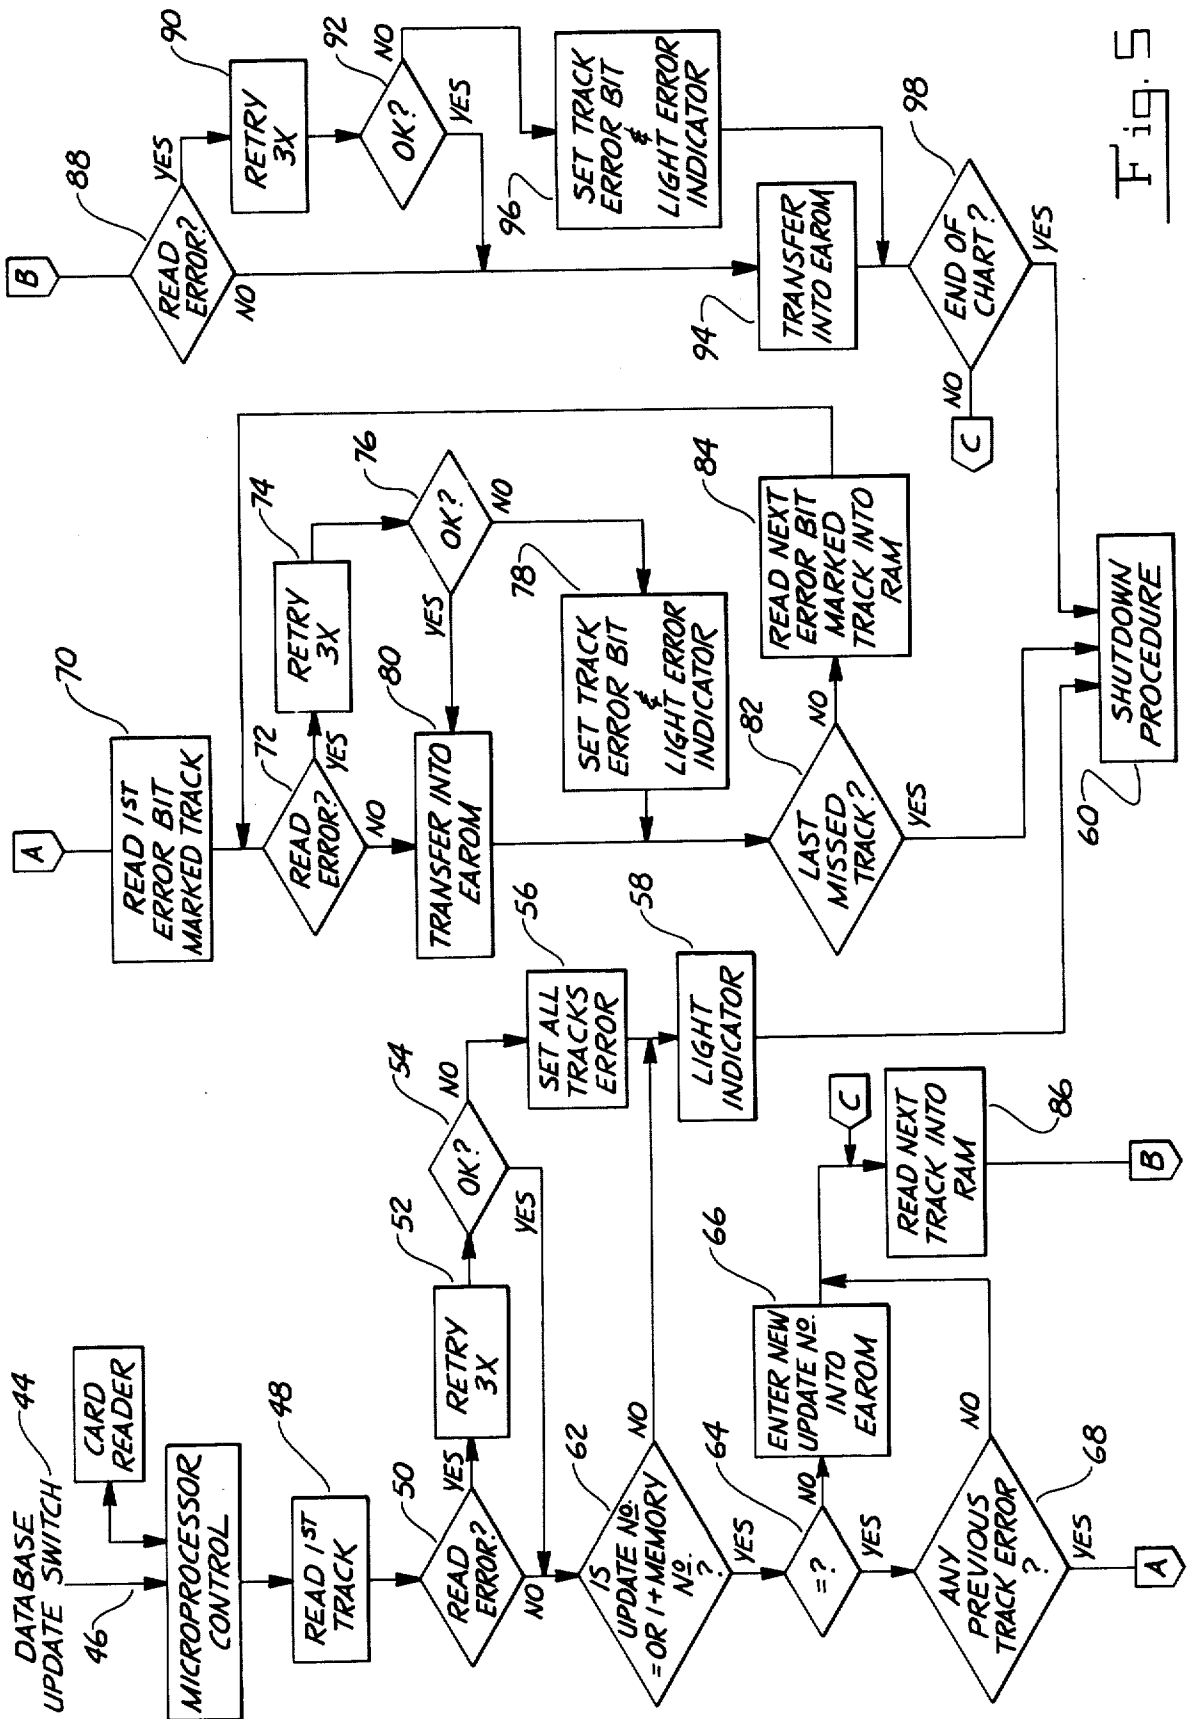 DATABASE
UPDATE SWITCH
44
46
CARD
READER
MICROPROCESSOR
CONTROL
READ 1ST
TRACK
48
READ
ERROR?
50
YES
NO
RETRY
3X
52
OK?
54
NO
YES
SET ALL
TRACKS
ERROR
56
LIGHT
INDICATOR
58
IS
UPDATE No.
= OR 1+MEMORY
No.
?
62
NO
YES
=?
64
NO
YES
ENTER NEW
UPDATE No.
INTO
EAROM
66
ANY
PREVIOUS
TRACK ERROR
?
68
NO
YES
A
C
READ NEXT
TRACK INTO
RAM
86
B
A
READ 1ST
ERROR BIT
MARKED TRACK
70
READ
ERROR?
72
YES
NO
RETRY
3X
74
OK?
76
YES
NO
TRANSFER INTO
EAROM
80
SET TRACK
ERROR BIT
&
LIGHT ERROR
INDICATOR
78
LAST
MISSED
TRACK?
82
NO
YES
READ NEXT
ERROR BIT
MARKED
TRACK INTO
RAM
84
SHUTDOWN
PROCEDURE
60
B
READ
ERROR?
88
YES
NO
RETRY
3X
90
OK?
92
NO
YES
SET TRACK
ERROR BIT
&
LIGHT ERROR
INDICATOR
96
TRANSFER
INTO EAROM
94
END OF
CHART?
98
NO
YES
C
Fig. 5